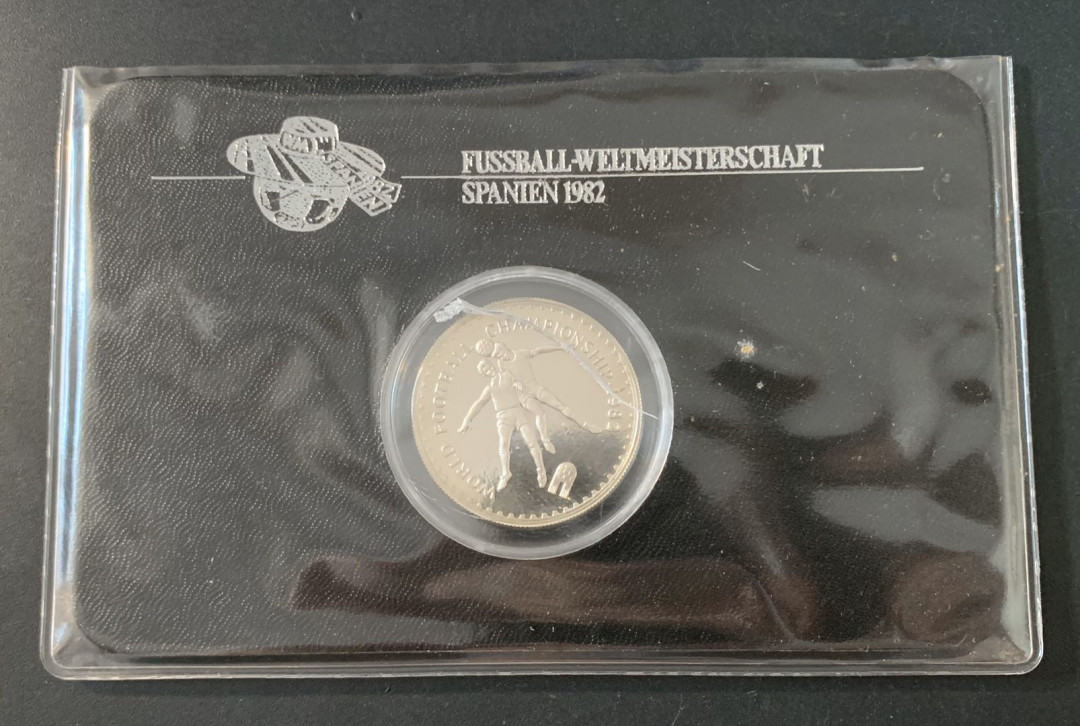 FUSSBALL-WELTMEISTERSCHAFT
SPANIEN 1982
WORLD FOOTBALL CHAMPIONSHIP 1982